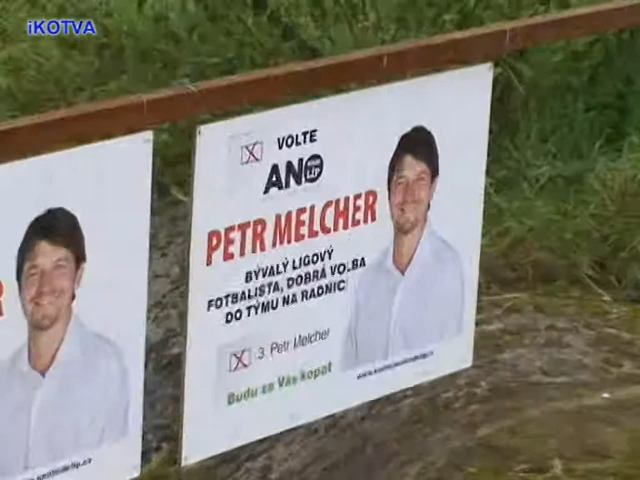 iKOTVA
VOLTE
ANO
PETR MELCHER
BÝVALÝ LIGOVÝ
FOTBALISTA, DOBRÁ VOLBA
DO TÝMU NA RADNIC
3. Petr Melcher
Budu za Vás kopat